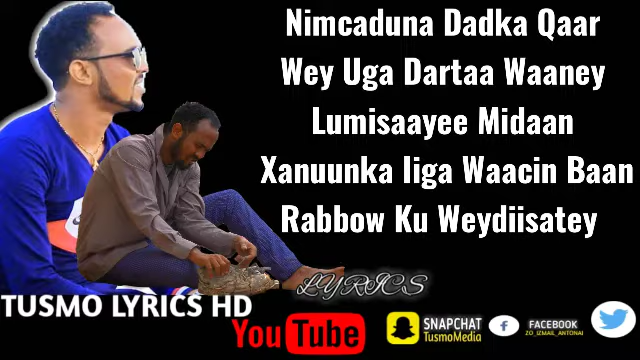 Nimcaduna Dadka Qaar
Wey Uga Dartaa Waaney
Lumisaayee Midaan
Xanuunka Iiga Waacin Baan
Rabbow Ku Weydiisatey
LYRICS
TUSMO LYRICS HD
YouTube
SNAPCHAT
TusmoMedia
FACEBOOK
ZO_IZMAIL_ANTONAI